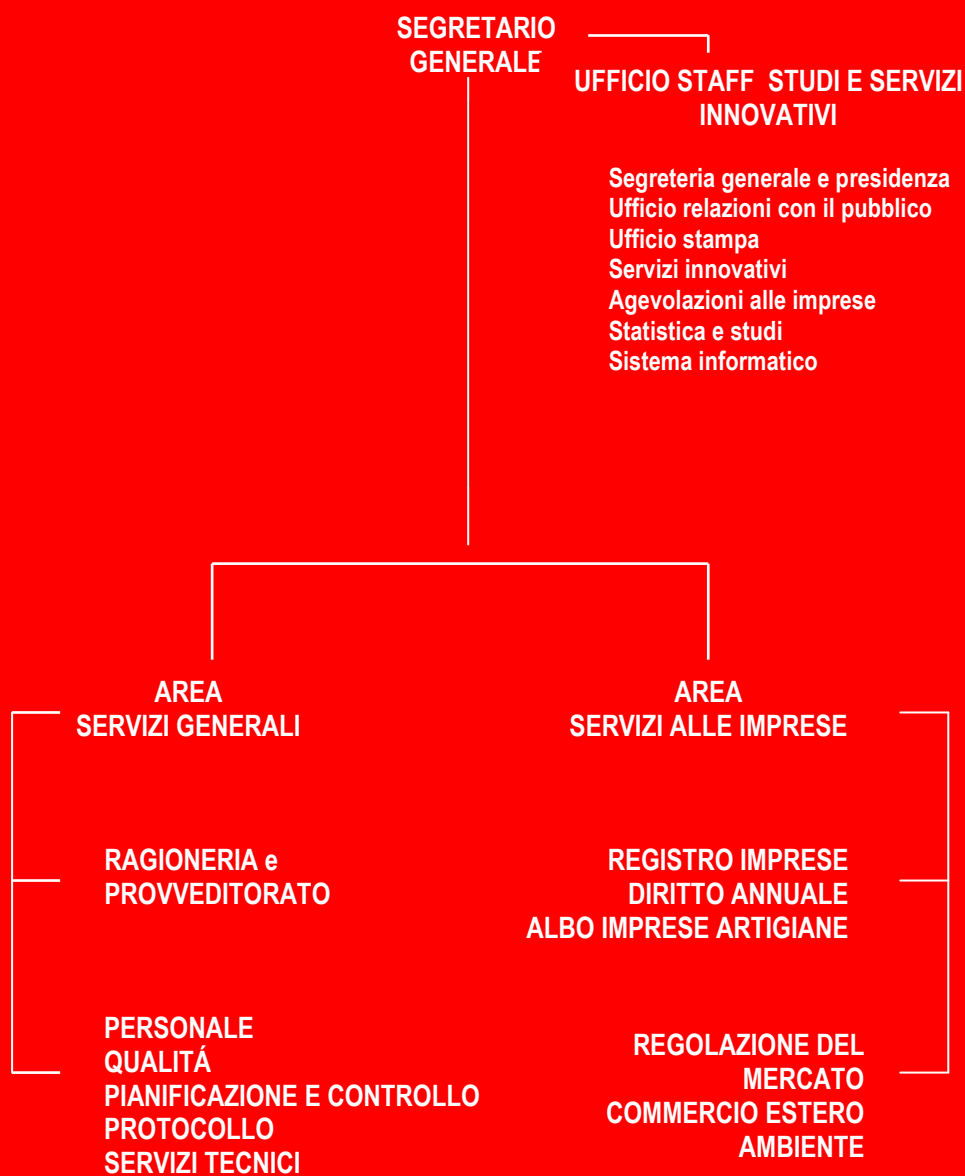 SEGRETARIO
GENERALE
UFFICIO STAFF STUDI E SERVIZI
INNOVATIVI
Segreteria generale e presidenza
Ufficio relazioni con il pubblico
Ufficio stampa
Servizi innovativi
Agevolazioni alle imprese
Statistica e studi
Sistema informatico
AREA
SERVIZI GENERALI
AREA
SERVIZI ALLE IMPRESE
RAGIONERIA e
PROVVEDITORATO
REGISTRO IMPRESE
DIRITTO ANNUALE
ALBO IMPRESE ARTIGIANE
PERSONALE
QUALITÁ
PIANIFICAZIONE E CONTROLLO
PROTOCOLLO
SERVIZI TECNICI
REGOLAZIONE DEL
MERCATO
COMMERCIO ESTERO
AMBIENTE